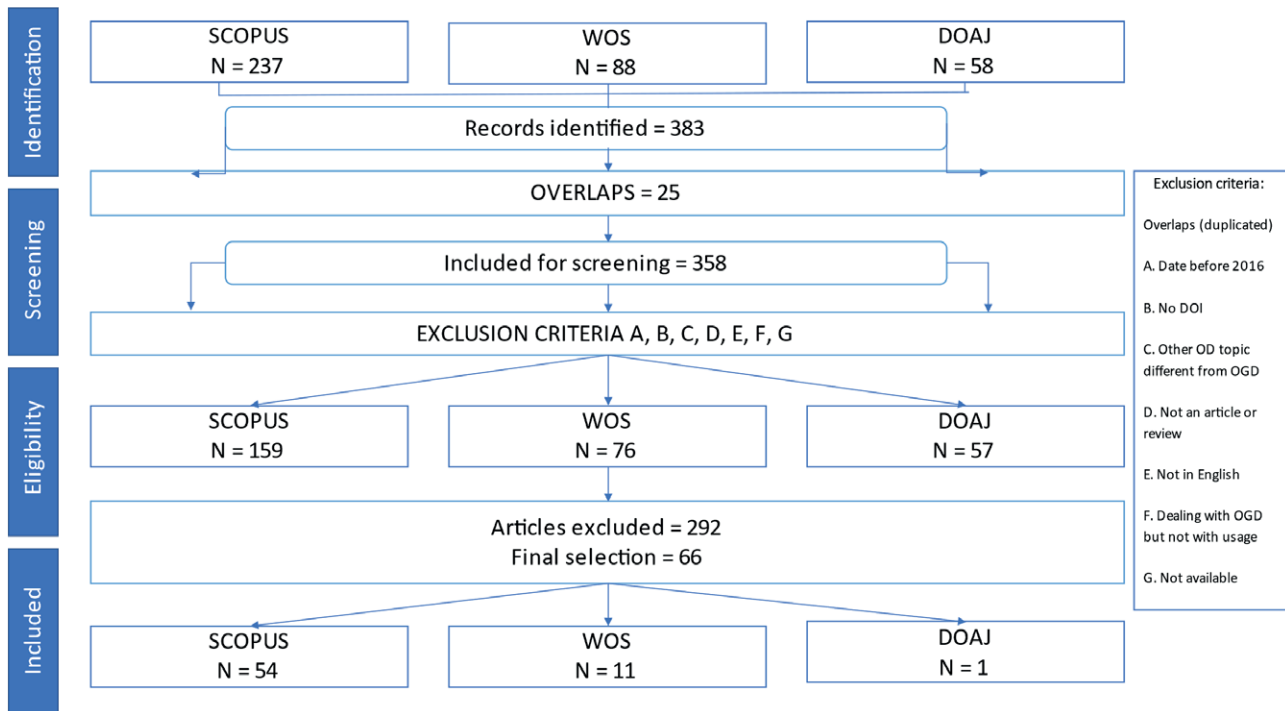 Identification
SCOPUS
N = 237
WOS
N = 88
DOAJ
N = 58
Records identified = 383
Screening
OVERLAPS = 25
Included for screening = 358
EXCLUSION CRITERIA A, B, C, D, E, F, G
Eligibility
SCOPUS
N = 159
WOS
N = 76
DOAJ
N = 57
Articles excluded = 292
Final selection = 66
Included
SCOPUS
N = 54
WOS
N = 11
DOAJ
N = 1
Exclusion criteria:
Overlaps (duplicated)
A. Date before 2016
B. No DOI
C. Other OD topic
different from OGD
D. Not an article or
review
E. Not in English
F. Dealing with OGD
but not with usage
G. Not available